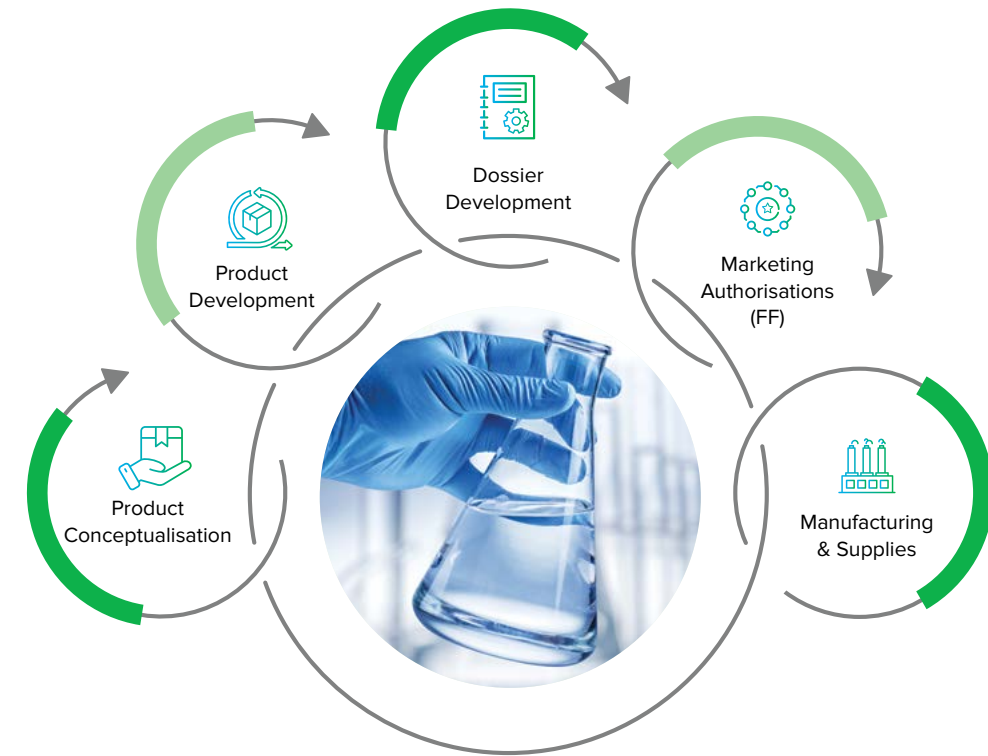 Product
Conceptualisation
Product
Development
Dossier
Development
Marketing
Authorisations
(FF)
Manufacturing
& Supplies